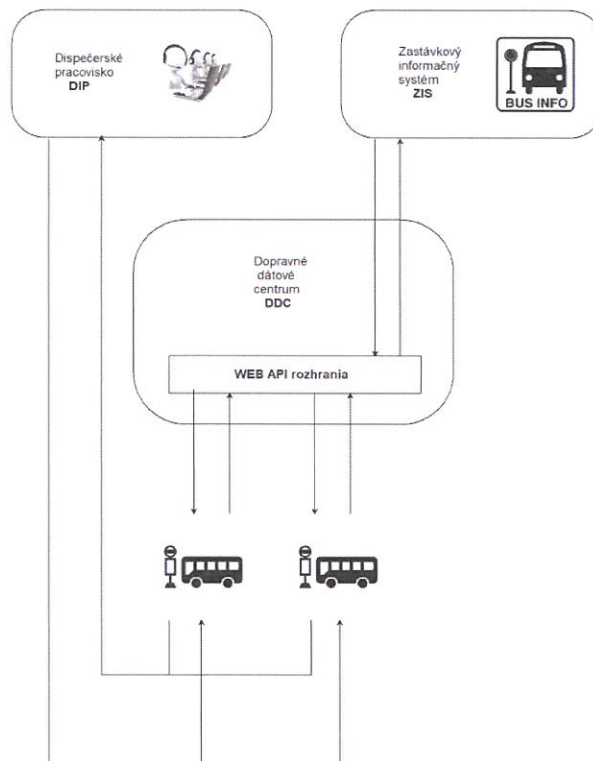 Dispečerské
pracovisko
DIP
Zastávkový
informačný
systém
ZIS
BUS INFO
Dopravné
dátové
centrum
DDC
WEB API rozhrania